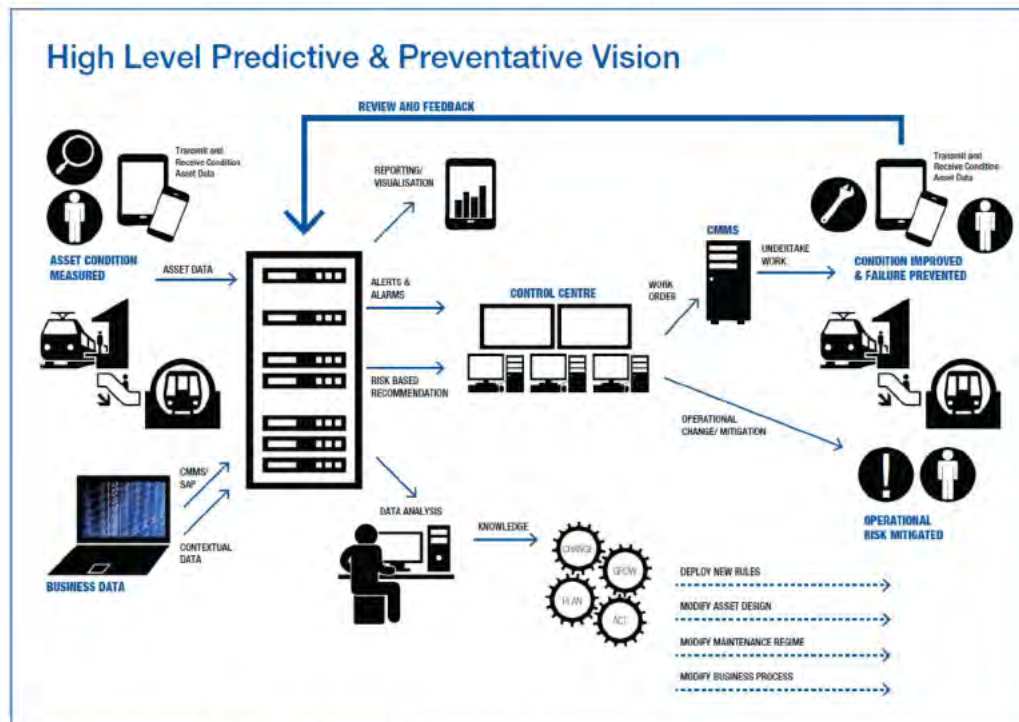 High Level Predictive & Preventative Vision
REVIEW AND FEEDBACK
Transmit and
Receive Condition
Asset Data
ASSET CONDITION
MEASURED
ASSET DATA
REPORTING/
VISUALISATION
ALERTS &
ALARMS
RISK BASED
RECOMMENDATION
CONTROL CENTRE
WORK
ORDER
CMMS
UNDERTAKE
WORK
Transmit and
Receive Condition
Asset Data
CONDITION IMPROVED
& FAILURE PREVENTED
OPERATIONAL
CHANGE/ MITIGATION
OPERATIONAL
RISK MITIGATED
CMMS/
SAP
CONTEXTUAL
DATA
BUSINESS DATA
DATA ANALYSIS
KNOWLEDGE
CHANGE
GROW
PLAN
ACT
DEPLOY NEW RULES
MODIFY ASSET DESIGN
MODIFY MAINTENANCE REGIME
MODIFY BUSINESS PROCESS